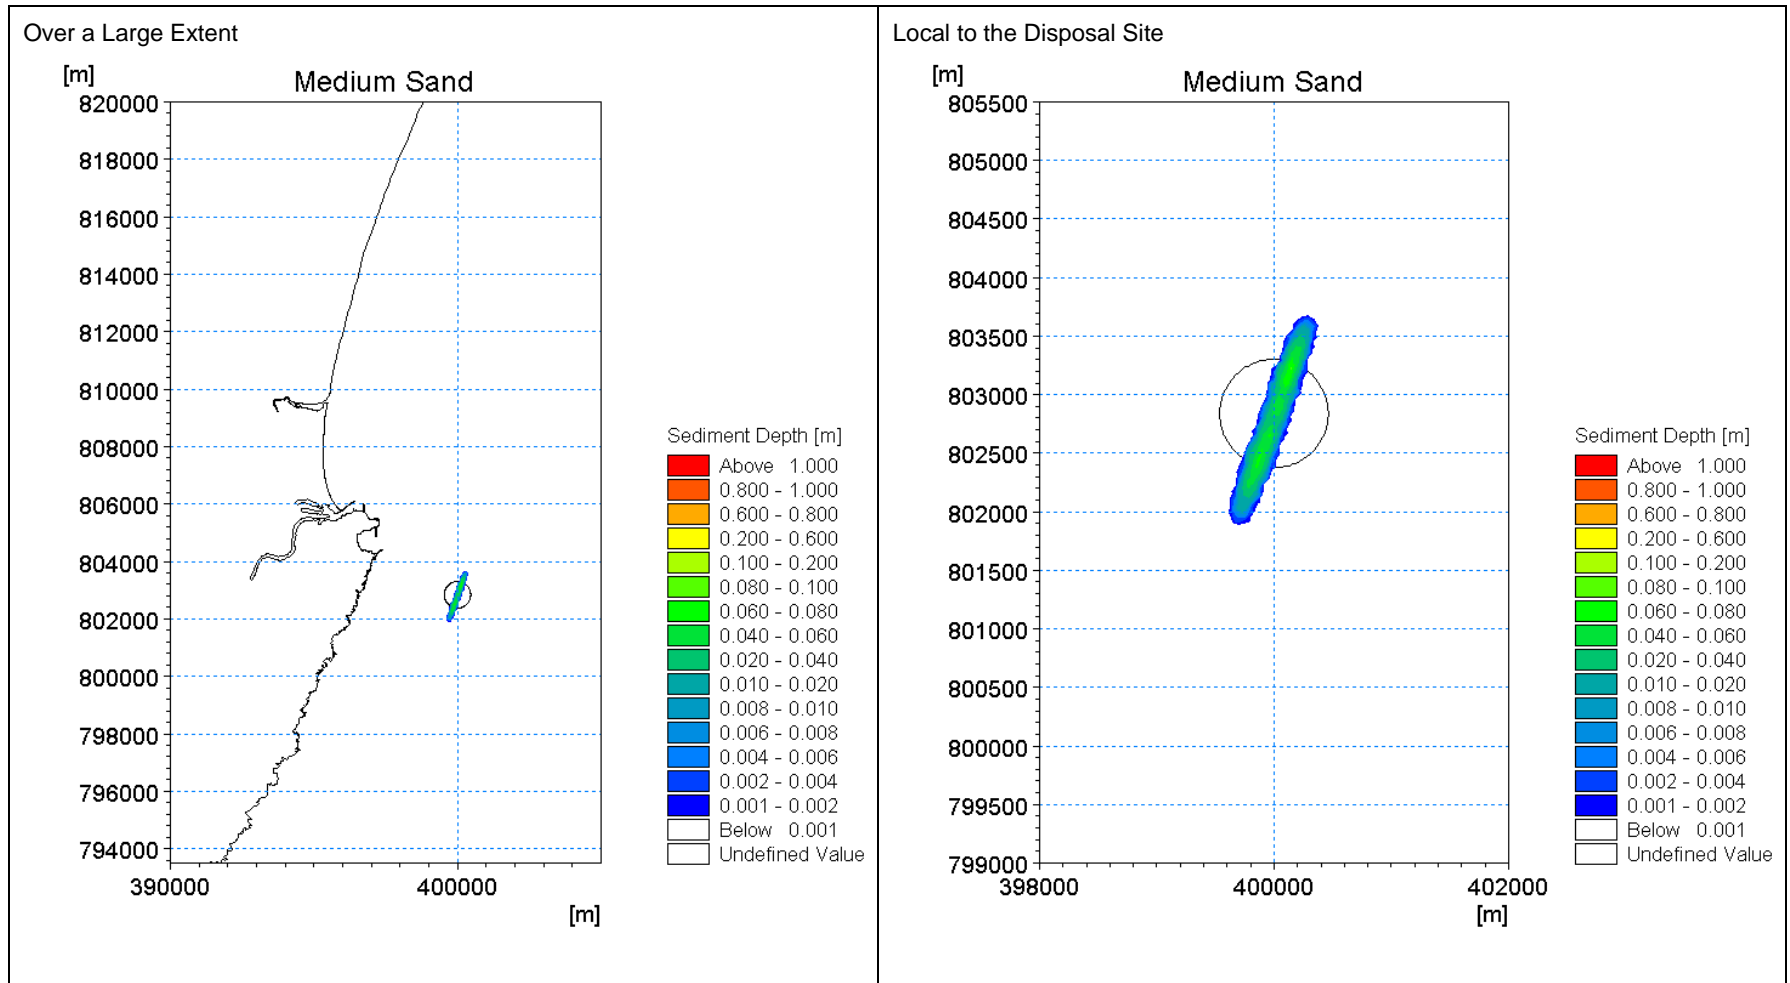 Over a Large Extent
[m]
Medium Sand
820000
818000
816000
814000
812000
810000
808000
806000
804000
802000
800000
798000
796000
794000
390000 400000
[m]
Sediment Depth [m]
Above 1.000
0.800 - 1.000
0.600 - 0.800
0.200 - 0.600
0.100 - 0.200
0.080 - 0.100
0.060 - 0.080
0.040 - 0.060
0.020 - 0.040
0.010 - 0.020
0.008 - 0.010
0.006 - 0.008
0.004 - 0.006
0.002 - 0.004
0.001 - 0.002
Below 0.001
Undefined Value
Local to the Disposal Site
[m]
Medium Sand
805500
805000
804500
804000
803500
803000
802500
802000
801500
801000
800500
800000
799500
799000
398000 400000 402000
[m]
Sediment Depth [m]
Above 1.000
0.800 - 1.000
0.600 - 0.800
0.200 - 0.600
0.100 - 0.200
0.080 - 0.100
0.060 - 0.080
0.040 - 0.060
0.020 - 0.040
0.010 - 0.020
0.008 - 0.010
0.006 - 0.008
0.004 - 0.006
0.002 - 0.004
0.001 - 0.002
Below 0.001
Undefined Value